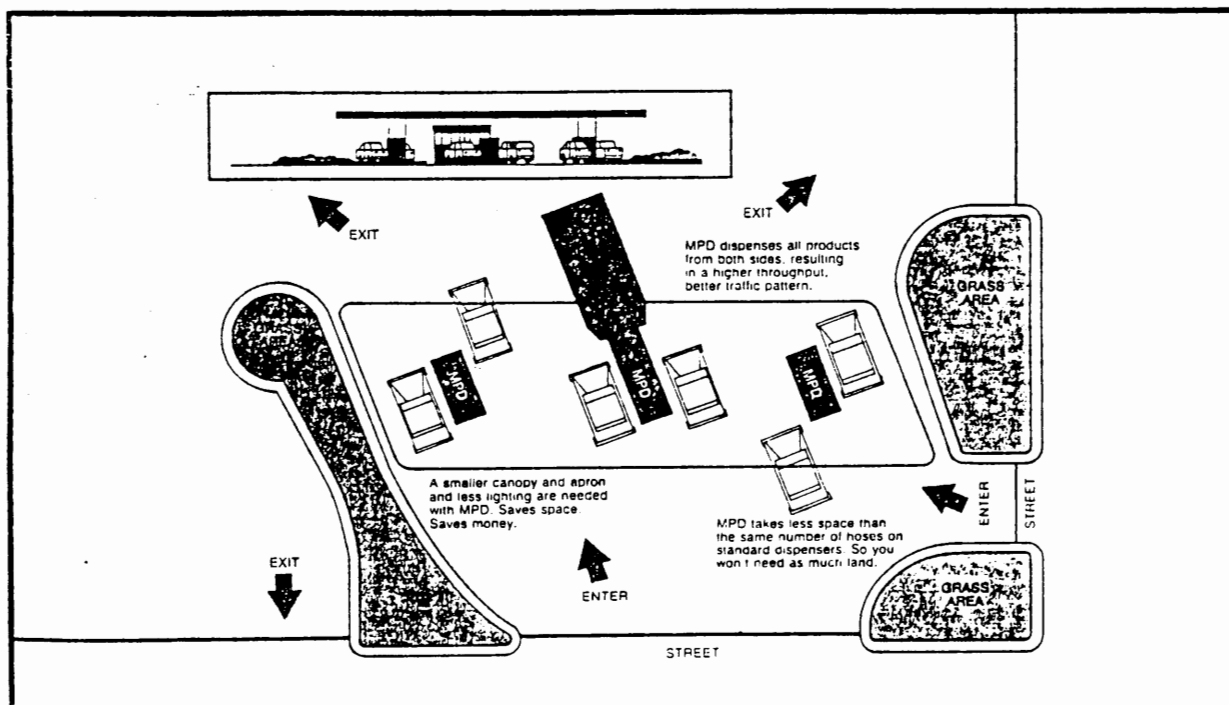 EXIT
EXIT
MPD dispenses all products
from both sides, resulting
in a higher throughput,
better traffic pattern.
GRASS
AREA
GRASS
AREA
MPD
MPD
MPD
A smaller canopy and apron
and less lighting are needed
with MPD. Saves space.
Saves money.
ENTER
STREET
MPD takes less space than
the same number of hoses on
standard dispensers. So you
won't need as much land.
EXIT
ENTER
GRASS
AREA
STREET